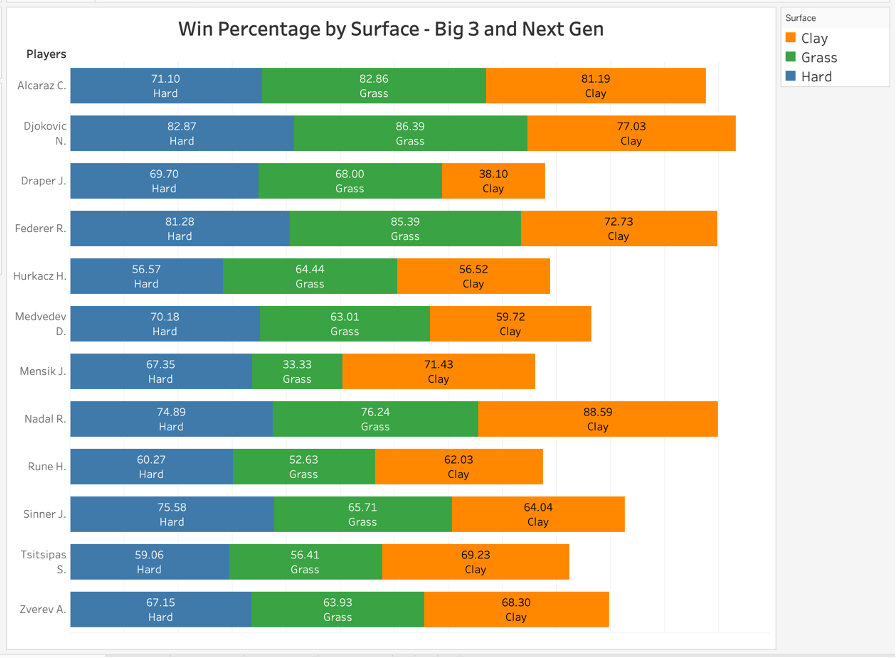 Win Percentage by Surface - Big 3 and Next Gen
Surface
Clay
Grass
Hard
Players
Alcaraz C.
71.10
Hard
82.86
Grass
81.19
Clay
Djokovic
N.
82.87
Hard
86.39
Grass
77.03
Clay
Draper J.
69.70
Hard
68.00
Grass
38.10
Clay
Federer R.
81.28
Hard
85.39
Grass
72.73
Clay
Hurkacz H.
56.57
Hard
64.44
Grass
56.52
Clay
Medvedev
D.
70.18
Hard
63.01
Grass
59.72
Clay
Mensik J.
67.35
Hard
33.33
Grass
71.43
Clay
Nadal R.
74.89
Hard
76.24
Grass
88.59
Clay
Rune H.
60.27
Hard
52.63
Grass
62.03
Clay
Sinner J.
75.58
Hard
65.71
Grass
64.04
Clay
Tsitsipas
S.
59.06
Hard
56.41
Grass
69.23
Clay
Zverev A.
67.15
Hard
63.93
Grass
68.30
Clay